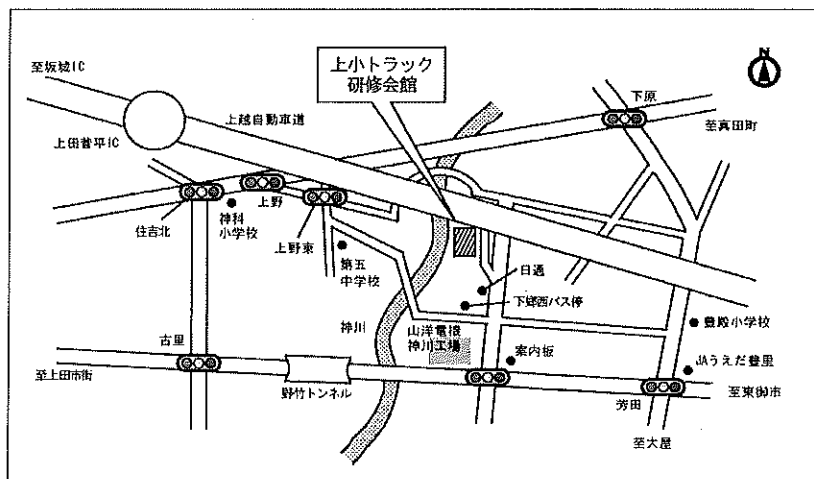 至坂城IC
上小トラック
研修会館
N
下原
至真田町
上越自動車道
上田菅平IC
上野
神科
小学校
住吉北
上野東
第五
中学校
日通
下郷西バス停
神川
山洋電機
神川工場
案内板
豊殿小学校
古里
JAうえだ豊里
至上田市街
野竹トンネル
芳田
至東御市
至大屋